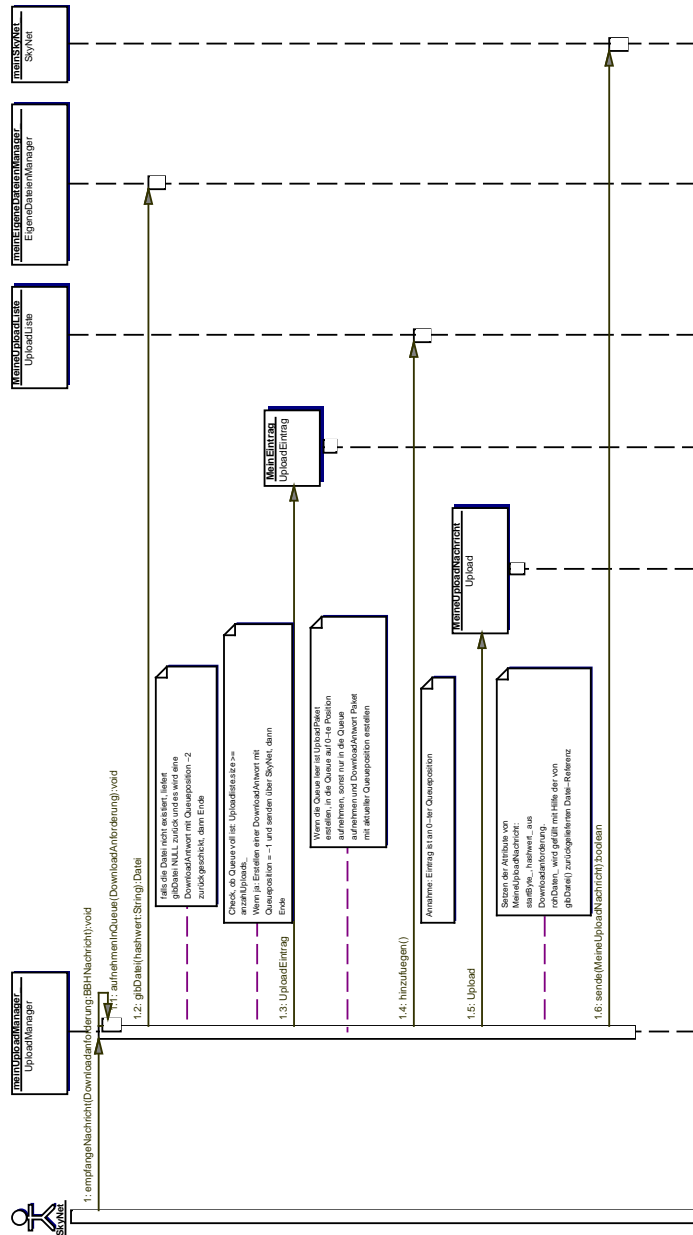 SkyNet
meinUploadManager
UploadManager
MeineUploadNachricht
Upload
MeinEintrag
UploadEintrag
MeineUploadListe
UploadListe
meinEigeneDateienManager
EigeneDateienManager
meinSkyNet
SkyNet
1: empfangeNachricht(Downloadanforderung:BBHNachricht):void
1.1: aufnehmenInQueue(DownloadAnforderung):void
1.2: gibDatei(hashwert:String):Datei
falls die Datei nicht existiert, liefert
gibDatei NULL zurück und es wird eine
DownloadAntwort mit Queueposition −2
zurückgeschickt, dann Ende
Check, ob Queue voll ist: Uploadliste.size >=
anzahlUploads_
Wenn ja: Erstellen einer DownloadAntwort mit
Queueposition = −1 und senden über SkyNet, dann
Ende
1.3: UploadEintrag
Wenn die Queue leer ist UploadPaket
erstellen, in die Queue auf 0−te Position
aufnehmen, sonst nur in die Queue
aufnehmen und DownloadAntwort Paket
mit aktueller Queueposition erstellen
1.4: hinzufuegen()
Annahme: Eintrag ist an 0−ter Queueposition
1.5: Upload
Setzen der Attribute von
MeineUploadNachricht:
startByte_, hashwert_ aus
Downloadanforderung.
rohDaten_ wird gefüllt mit Hilfe der von
gibDatei() zurückgelieferten Datei−Referenz
1.6: sende(MeineUploadNachricht):boolean